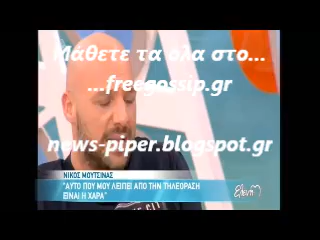 Μάθετε τα όλα στο...
...freegossip.gr
news-piper.blogspot.gr
ΝΙΚΟΣ ΜΟΥΤΣΙΝΑΣ
"ΑΥΤΟ ΠΟΥ ΜΟΥ ΛΕΙΠΕΙ ΑΠΟ ΤΗΝ ΤΗΛΕΟΡΑΣΗ
ΕΙΝΑΙ Η ΧΑΡΑ"
Ελένη